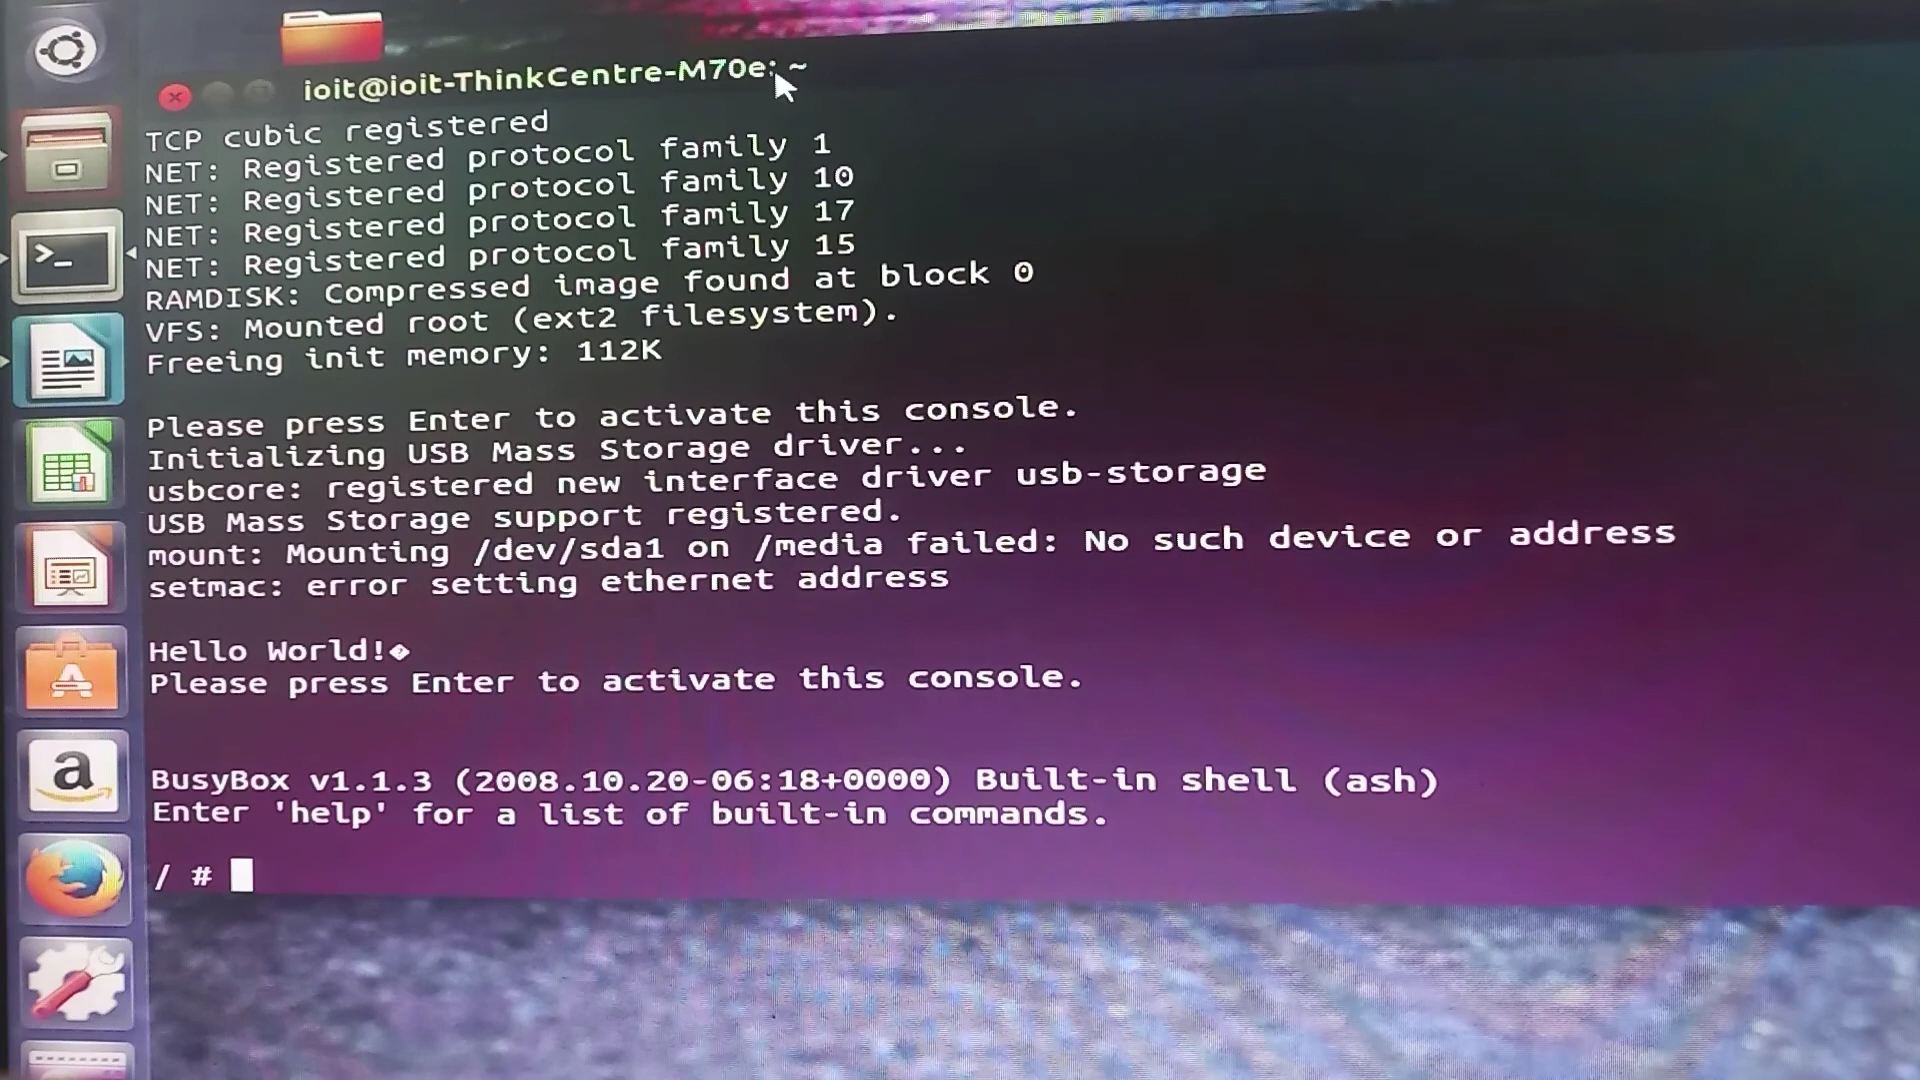 ioit@ioit-ThinkCentre-M70e: ~
TCP cubic registered
NET: Registered protocol family 1
NET: Registered protocol family 10
NET: Registered protocol family 17
NET: Registered protocol family 15
RAMDISK: Compressed image found at block 0
VFS: Mounted root (ext2 filesystem).
Freeing init memory: 112K
Please press Enter to activate this console.
Initializing USB Mass Storage driver...
usbcore: registered new interface driver usb-storage
USB Mass Storage support registered.
mount: Mounting /dev/sda1 on /media failed: No such device or address
setmac: error setting ethernet address
Hello World!�
Please press Enter to activate this console.
BusyBox v1.1.3 (2008.10.20-06:18+0000) Built-in shell (ash)
Enter 'help' for a list of built-in commands.
/ #